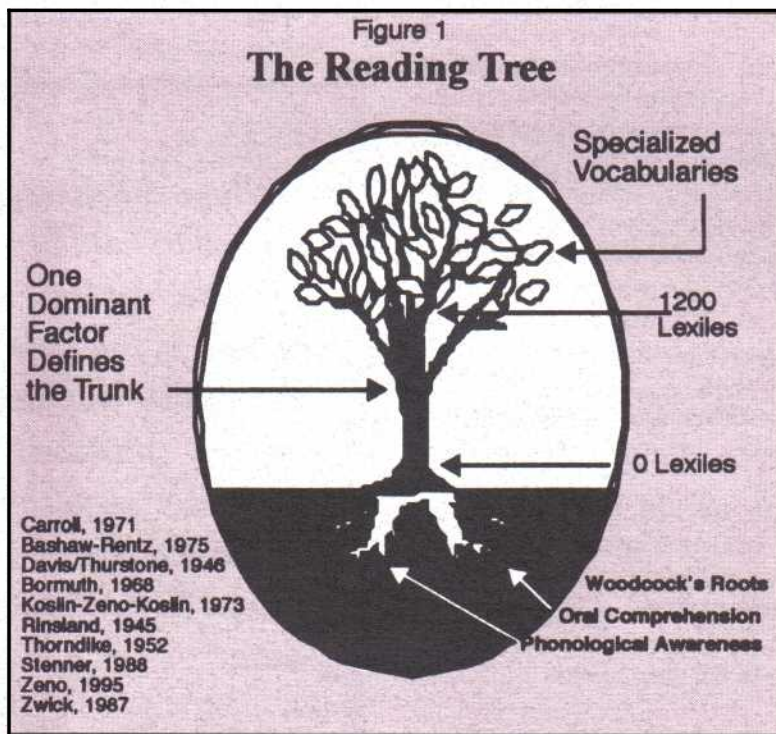 Figure 1
The Reading Tree
Specialized
Vocabularies
One
Dominant
Factor
Defines
the Trunk
1200
Lexiles
0 Lexiles
Carroll, 1971
Bashaw-Rentz, 1975
Davis/Thurstone, 1946
Bormuth, 1968
Koslin-Zeno-Koslin, 1973
Rinsland, 1945
Thorndike, 1952
Stenner, 1988
Zeno, 1995
Zwick, 1987
Woodcock's Roots
Oral Comprehension
Phonological Awareness